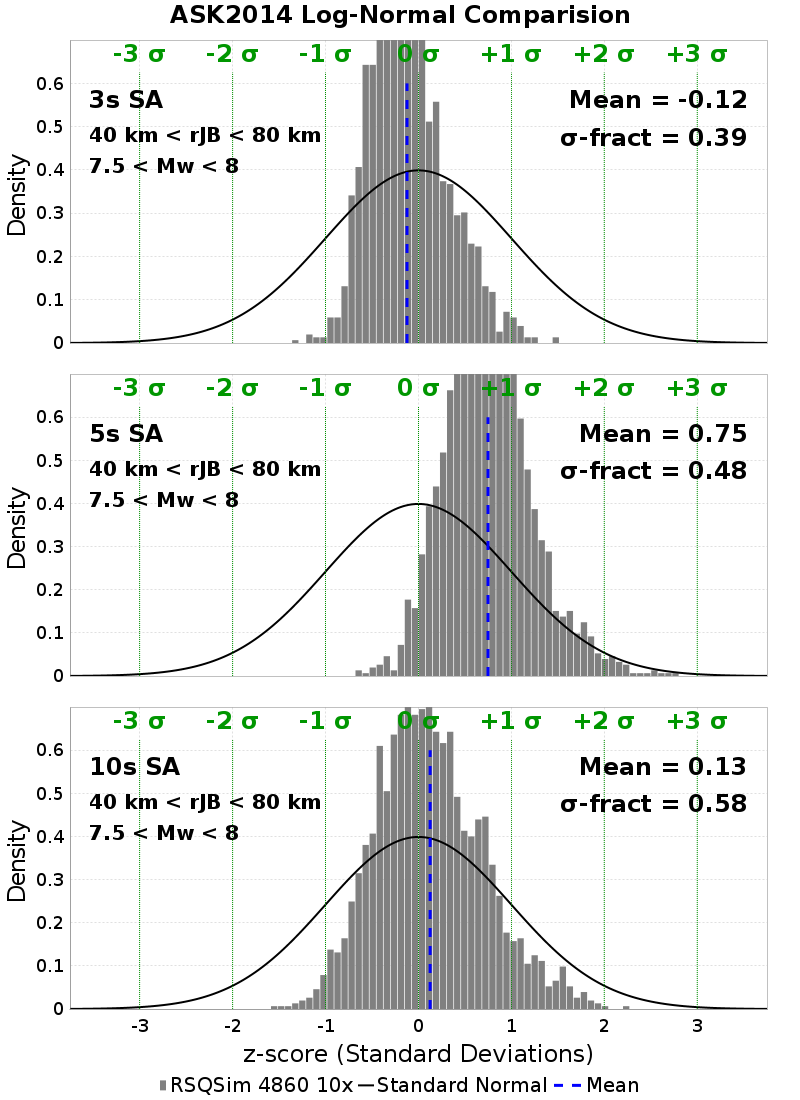 ASK2014 Log-Normal Comparision
-3 σ -2 σ -1 σ 0 σ +1 σ +2 σ +3 σ
0.6
0.5
0.4
0.3
0.2
0.1
0
Density
3s SA
40 km < rJB < 80 km
7.5 < Mw < 8
Mean = -0.12
σ-fract = 0.39
-3 σ -2 σ -1 σ 0 σ +1 σ +2 σ +3 σ
0.6
0.5
0.4
0.3
0.2
0.1
0
Density
5s SA
40 km < rJB < 80 km
7.5 < Mw < 8
Mean = 0.75
σ-fract = 0.48
-3 σ -2 σ -1 σ 0 σ +1 σ +2 σ +3 σ
0.6
0.5
0.4
0.3
0.2
0.1
0
Density
10s SA
40 km < rJB < 80 km
7.5 < Mw < 8
Mean = 0.13
σ-fract = 0.58
-3 -2 -1 0 1 2 3
z-score (Standard Deviations)
RSQSim 4860 10x Standard Normal Mean